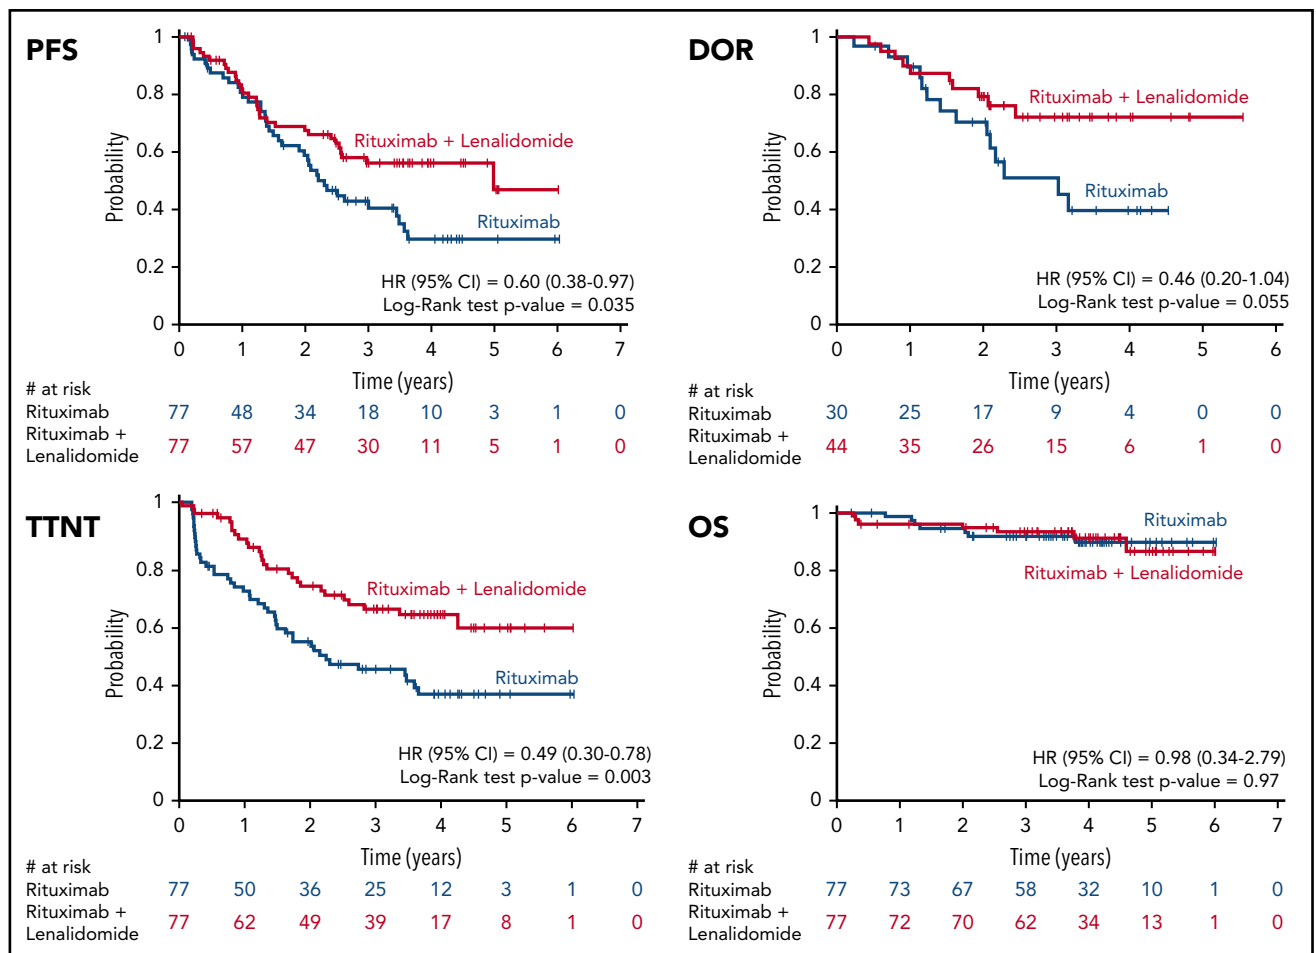 PFS
1
0.8
0.6
0.4
0.2
0
Probability
Rituximab + Lenalidomide
Rituximab
HR (95% CI) = 0.60 (0.38-0.97)
Log-Rank test p-value = 0.035
0 1 2 3 4 5 6 7
Time (years)
# at risk
Rituximab 77 48 34 18 10 3 1 0
Rituximab +
Lenalidomide 77 57 47 30 11 5 1 0
DOR
1
0.8
0.6
0.4
0.2
0
Probability
Rituximab + Lenalidomide
Rituximab
HR (95% CI) = 0.46 (0.20-1.04)
Log-Rank test p-value = 0.055
0 1 2 3 4 5 6
Time (years)
# at risk
Rituximab 30 25 17 9 4 0 0
Rituximab +
Lenalidomide 44 35 26 15 6 1 0
TTNT
1
0.8
0.6
0.4
0.2
0
Probability
Rituximab + Lenalidomide
Rituximab
HR (95% CI) = 0.49 (0.30-0.78)
Log-Rank test p-value = 0.003
0 1 2 3 4 5 6 7
Time (years)
# at risk
Rituximab 77 50 36 25 12 3 1 0
Rituximab +
Lenalidomide 77 62 49 39 17 8 1 0
OS
1
0.8
0.6
0.4
0.2
0
Probability
Rituximab
Rituximab + Lenalidomide
HR (95% CI) = 0.98 (0.34-2.79)
Log-Rank test p-value = 0.97
0 1 2 3 4 5 6 7
Time (years)
# at risk
Rituximab 77 73 67 58 32 10 1 0
Rituximab +
Lenalidomide 77 72 70 62 34 13 1 0